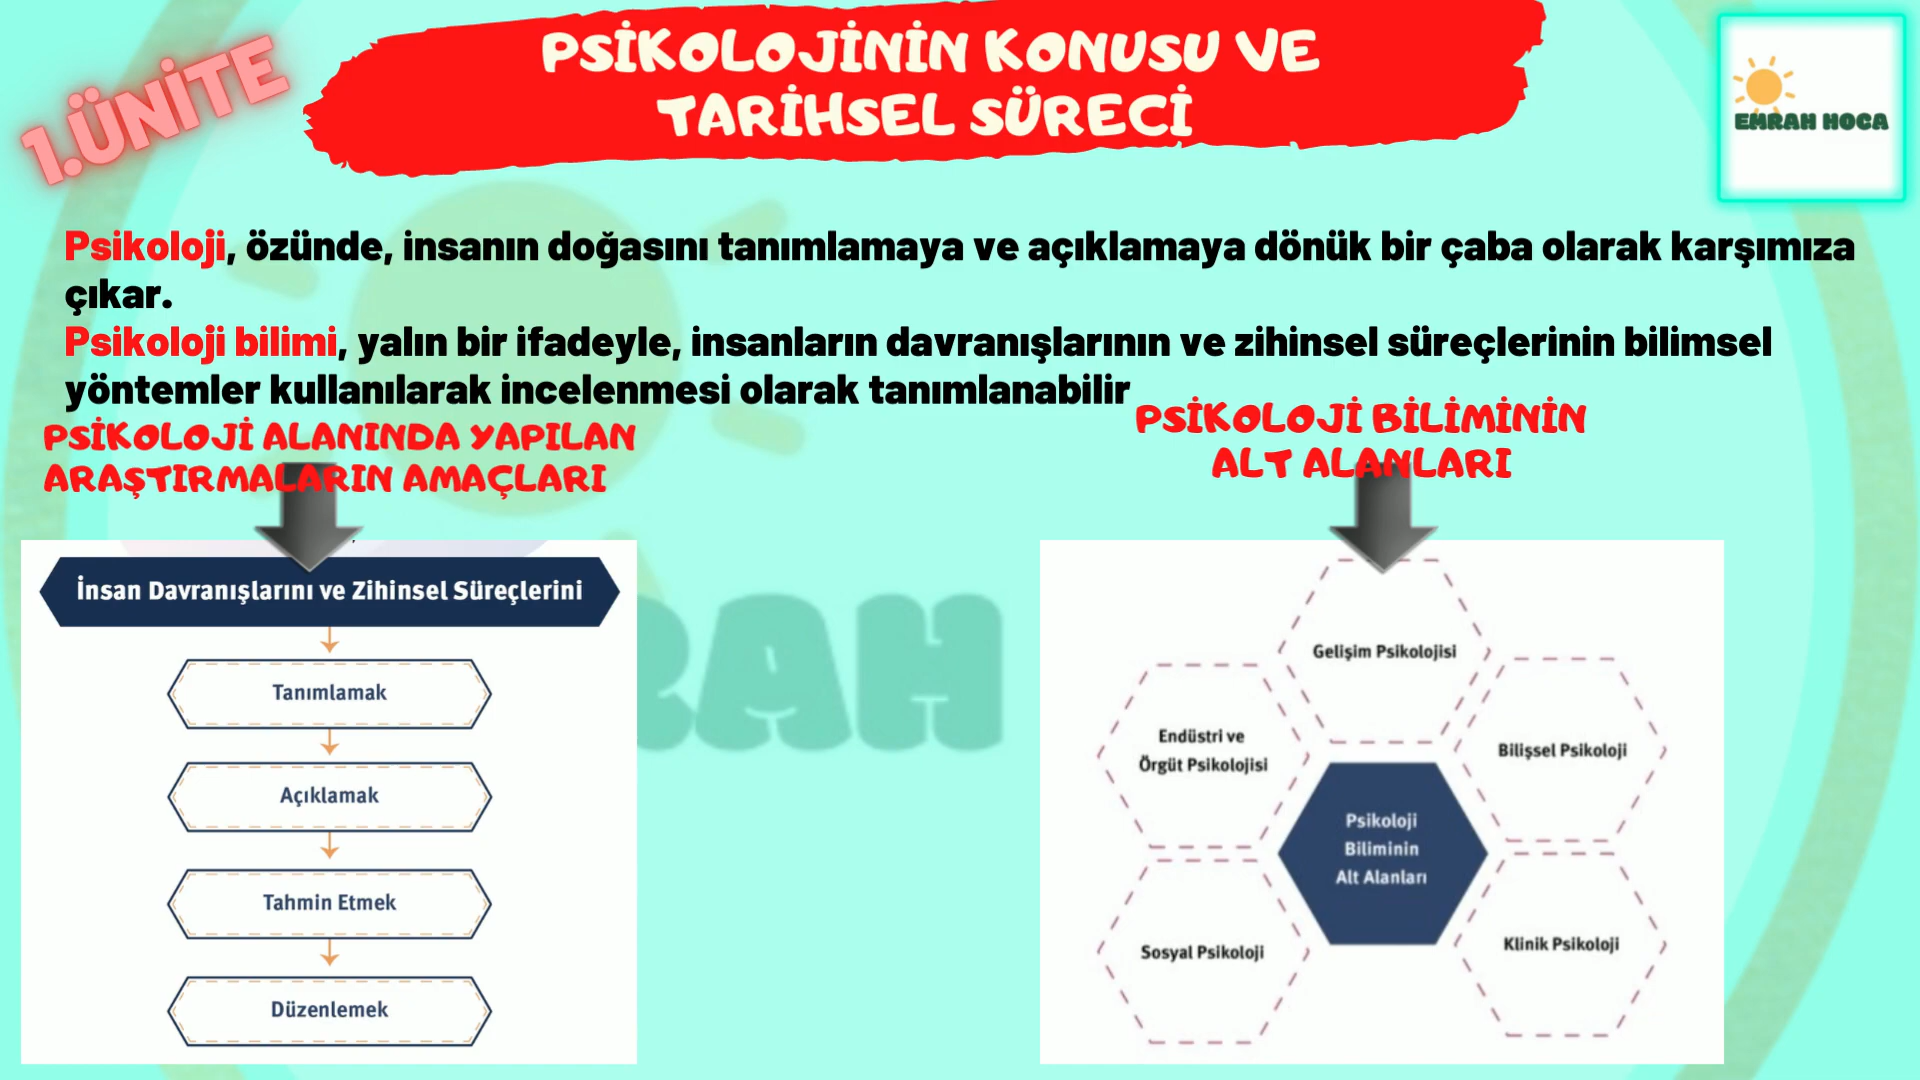 1.ÜNİTE
PSİKOLOJİNİN KONUSU VE
TARİHSEL SÜRECİ
EMRAH HOCA
Psikoloji, özünde, insanın doğasını tanımlamaya ve açıklamaya dönük bir çaba olarak karşımıza
çıkar.
Psikoloji bilimi, yalın bir ifadeyle, insanların davranışlarının ve zihinsel süreçlerinin bilimsel
yöntemler kullanılarak incelenmesi olarak tanımlanabilir
PSİKOLOJİ ALANINDA YAPILAN
ARAŞTIRMALARIN AMAÇLARI
İnsan Davranışlarını ve Zihinsel Süreçlerini
Tanımlamak
Açıklamak
Tahmin Etmek
Düzenlemek
RAH
PSİKOLOJİ BİLİMİNİN
ALT ALANLARI
Gelişim Psikolojisi
Endüstri ve
Örgüt Psikolojisi
Bilişsel Psikoloji
Psikoloji
Biliminin
Alt Alanları
Sosyal Psikoloji
Klinik Psikoloji